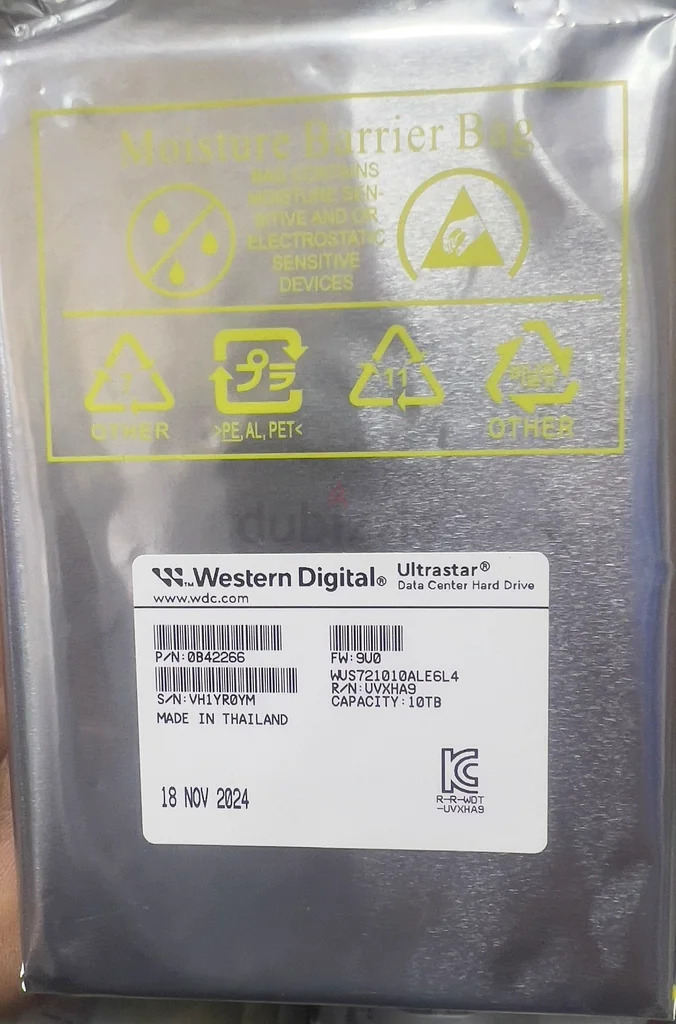 Moisture Barrier Bag
BAG CONTAINS
MOISTURE SEN-
SITIVE AND OR
ELECTROSTATIC
SENSITIVE
DEVICES
7
OTHER
プラ
>PE, AL, PET<
11
OTHER
dubizzle
Western Digital®
www.wdc.com
Ultrastar®
Data Center Hard Drive
P/N:0B42266
S/N:VH1YR0YM
MADE IN THAILAND
FW:9U0
WUS721010ALE6L4
R/N:UVXHA9
CAPACITY:10TB
18 NOV 2024
R-R-WDT
-UVXHA9